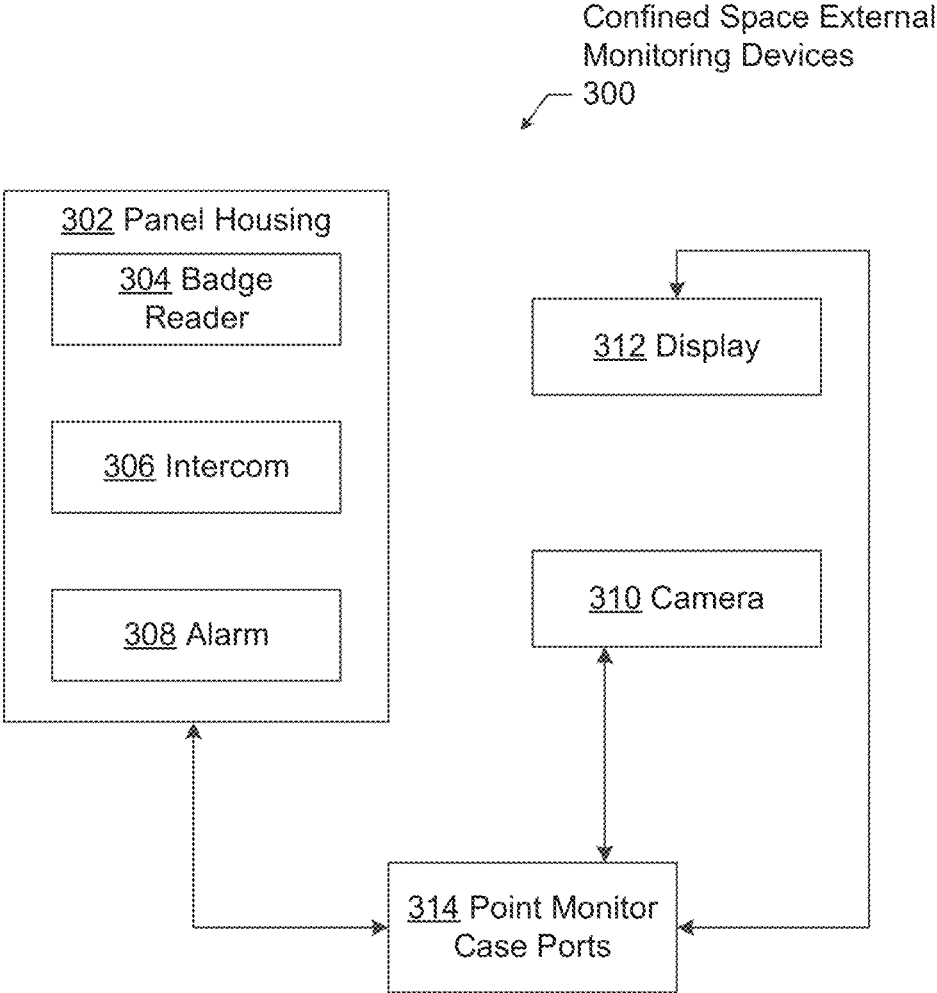 Confined Space External
Monitoring Devices
300
302 Panel Housing
304 Badge
Reader
306 Intercom
308 Alarm
312 Display
310 Camera
314 Point Monitor
Case Ports